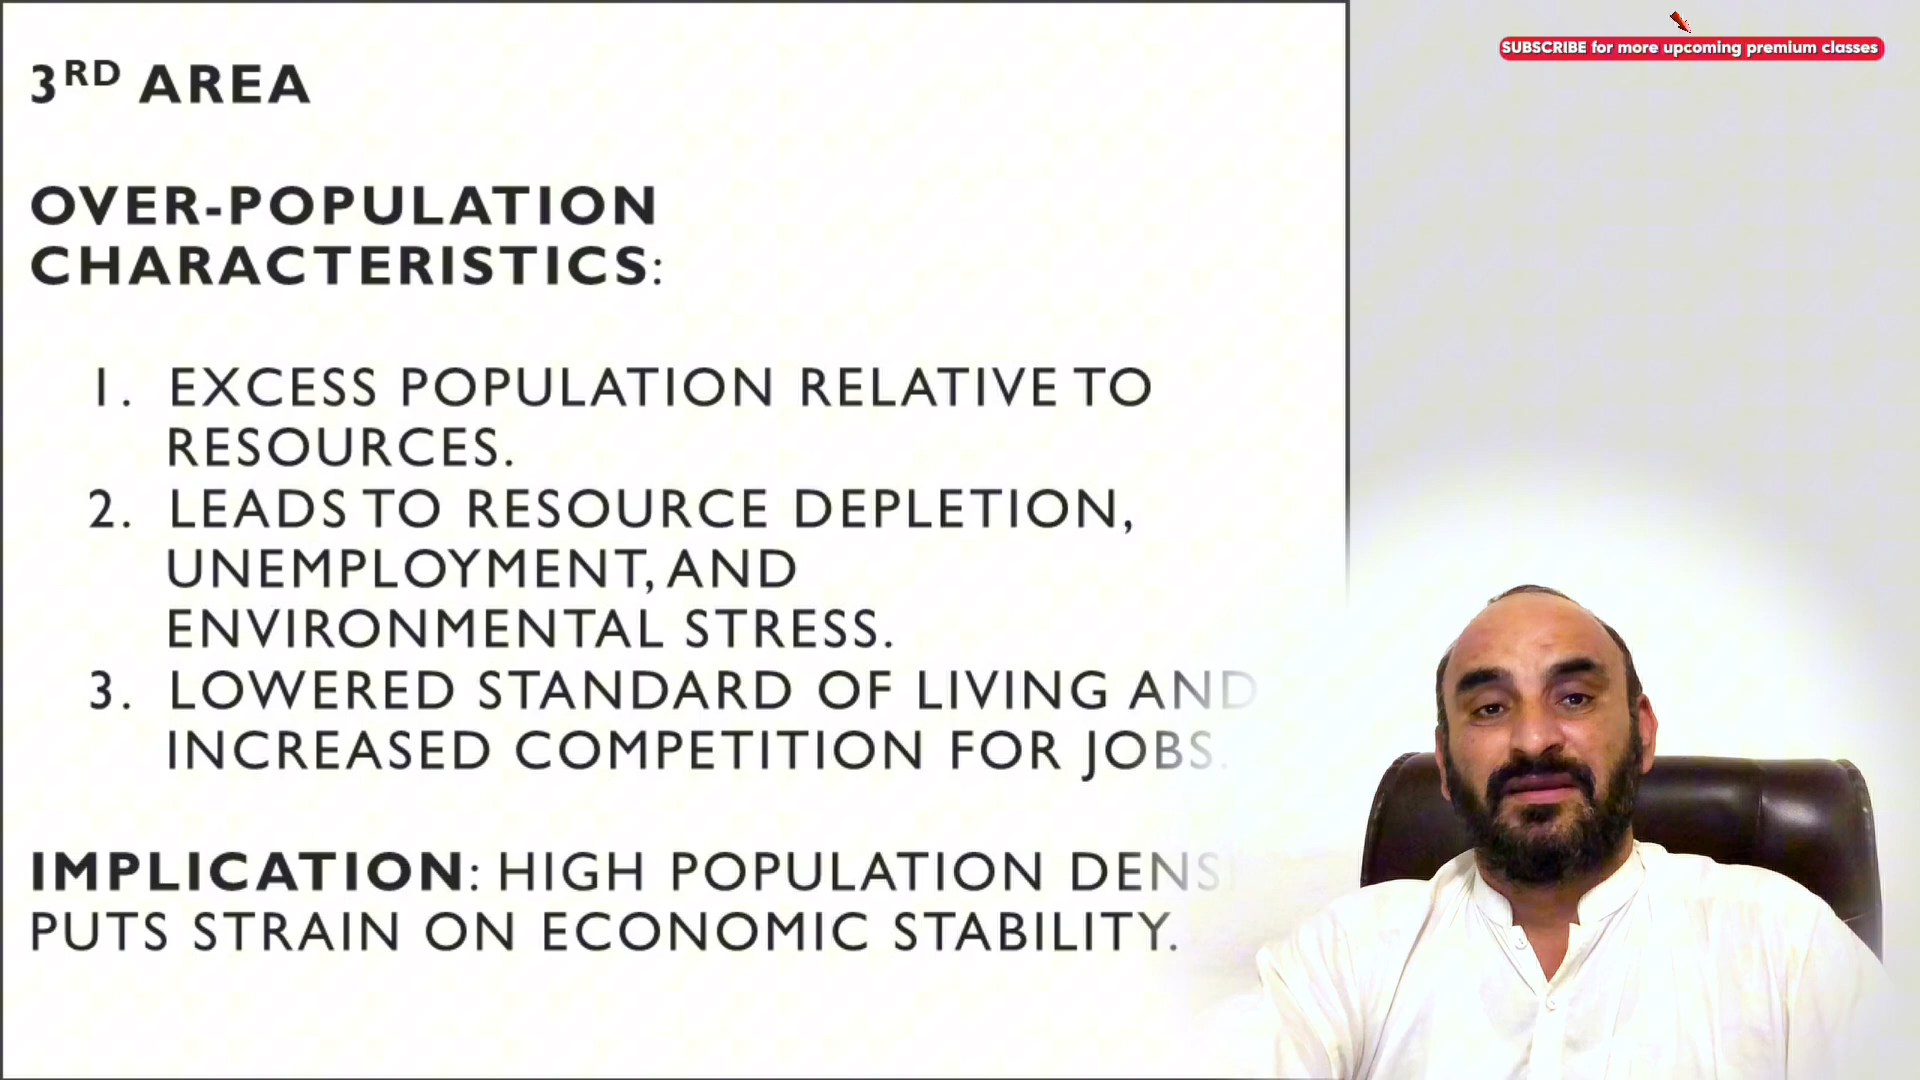 3RD AREA
OVER-POPULATION
CHARACTERISTICS:
1. EXCESS POPULATION RELATIVE TO
RESOURCES.
2. LEADS TO RESOURCE DEPLETION,
UNEMPLOYMENT, AND
ENVIRONMENTAL STRESS.
3. LOWERED STANDARD OF LIVING AND
INCREASED COMPETITION FOR JOBS.
IMPLICATION: HIGH POPULATION
PUTS STRAIN ON ECONOMIC STABILITY.
SUBSCRIBE for more upcoming premium classes